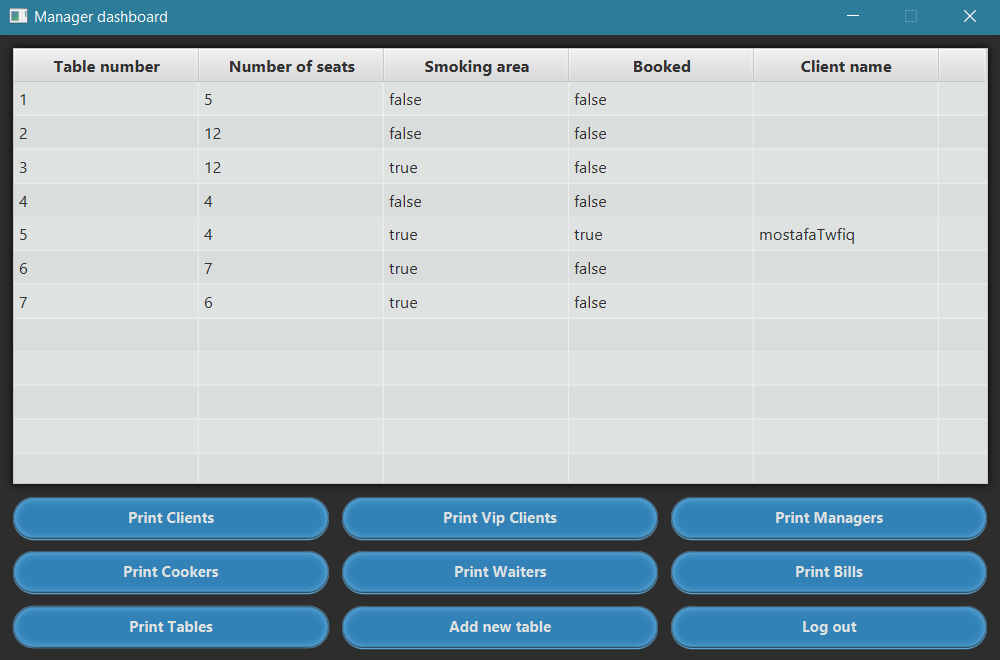 Manager dashboard
Table number Number of seats Smoking area Booked Client name
1 5 false false
2 12 false false
3 12 true false
4 4 false false
5 4 true true mostafaTwfiq
6 7 true false
7 6 true false
Print Clients Print Vip Clients Print Managers
Print Cookers Print Waiters Print Bills
Print Tables Add new table Log out